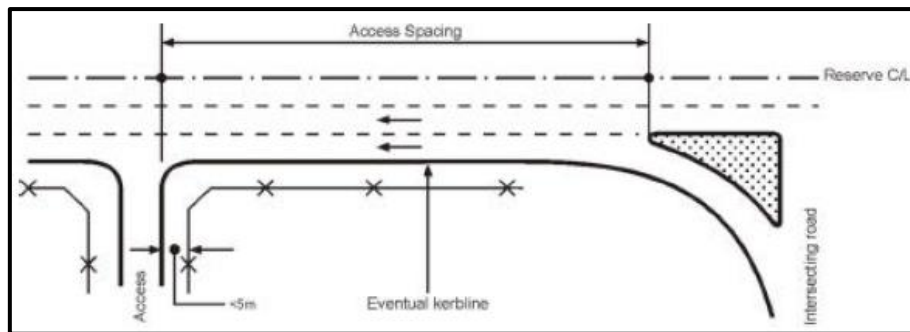 Access Spacing
Reserve C/L
Access
<5m
Eventual kerbline
Intersecting road